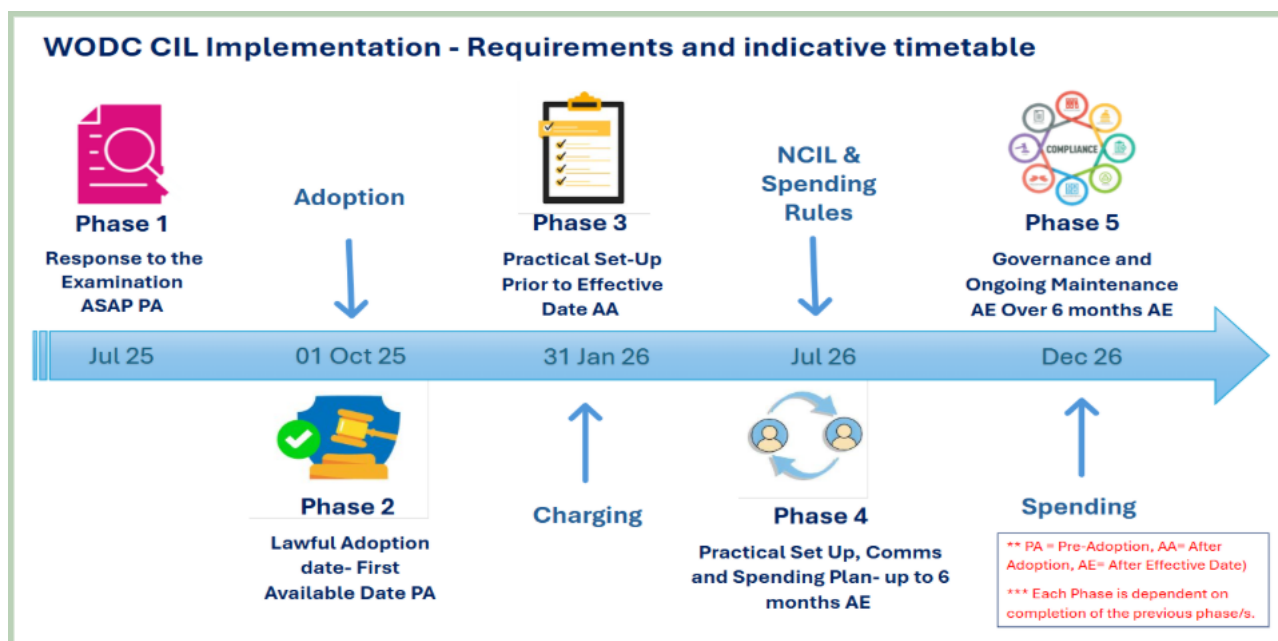 WODC CIL Implementation - Requirements and indicative timetable
Phase 1
Response to the
Examination
ASAP PA
Adoption
Phase 3
Practical Set-Up
Prior to Effective
Date AA
NCIL &
Spending
Rules
COMPLIANCE
Phase 5
Governance and
Ongoing Maintenance
AE Over 6 months AE
Jul 25
01 Oct 25
31 Jan 26
Jul 26
Dec 26
Phase 2
Lawful Adoption
date- First
Available Date PA
Charging
Phase 4
Practical Set Up, Comms
and Spending Plan- up to 6
months AE
Spending
** PA = Pre-Adoption, AA= After
Adoption, AE= After Effective Date)
*** Each Phase is dependent on
completion of the previous phase/s.